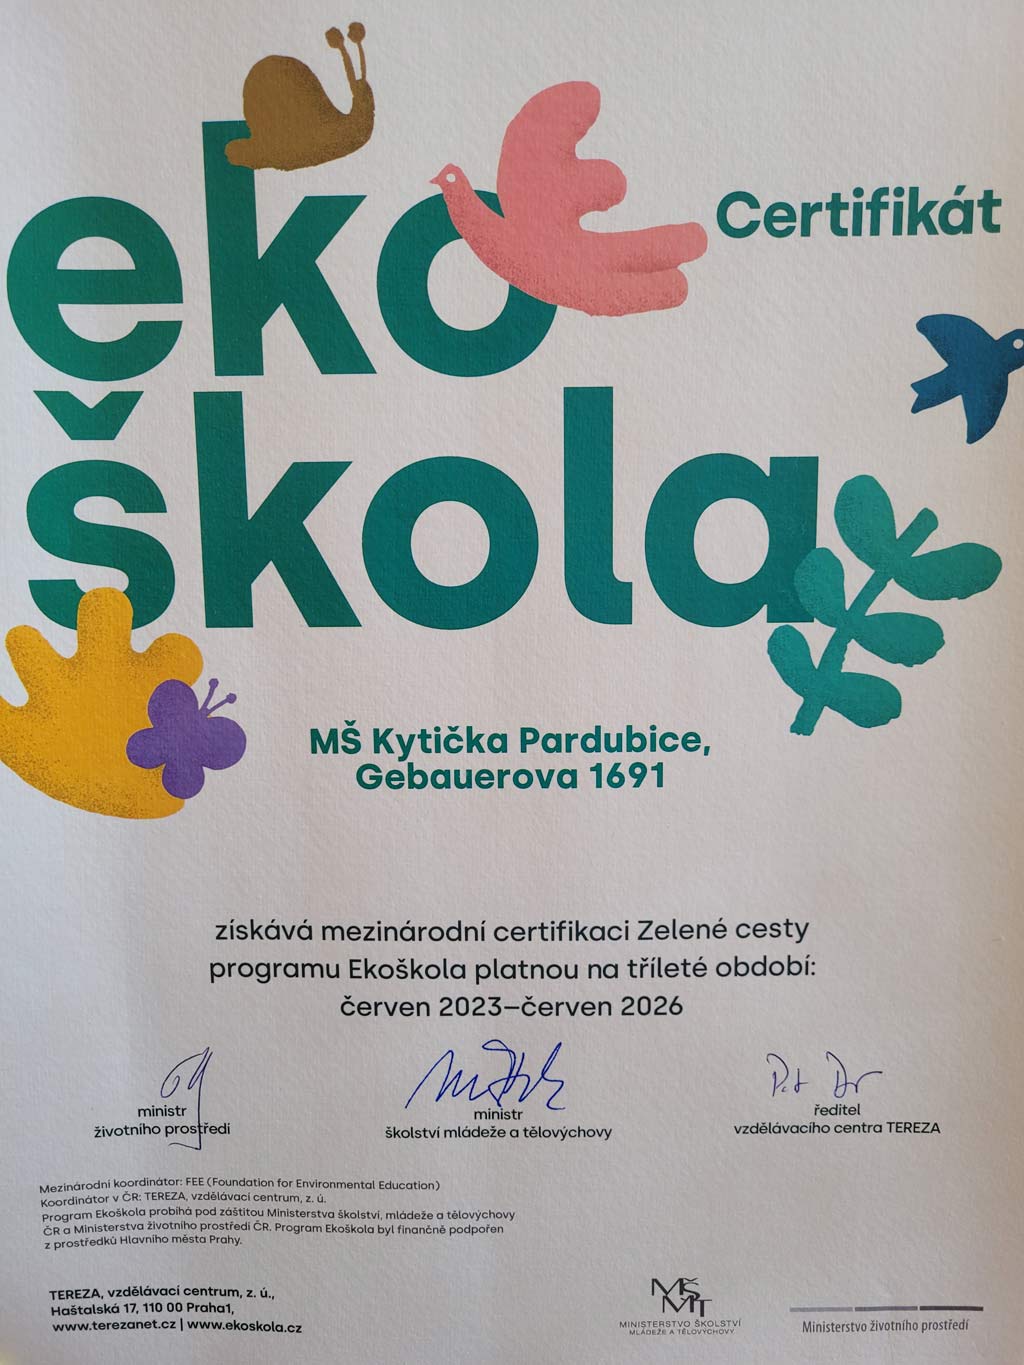 eko
Certifikát
škola
MŠ Kytička Pardubice,
Gebauerova 1691
získává mezinárodní certifikaci Zelené cesty
programu Ekoškola platnou na tříleté období:
červen 2023–červen 2026
ministr
životního prostředí
ministr
školství mládeže a tělovýchovy
ředitel
vzdělávacího centra TEREZA
Mezinárodní koordinátor: FEE (Foundation for Environmental Education)
Koordinátor v ČR: TEREZA, vzdělávací centrum, z. ú.
Program Ekoškola probíhá pod záštitou Ministerstva školství, mládeže a tělovýchovy
ČR a Ministerstva životního prostředí ČR. Program Ekoškola byl finančně podpořen
z prostředků Hlavního města Prahy.
TEREZA, vzdělávací centrum, z. ú.,
Haštalská 17, 110 00 Praha1,
www.terezanet.cz | www.ekoskola.cz
MŠ
MT
MINISTERSTVO ŠKOLSTVÍ
MLÁDEŽE A TĚLOVÝCHOVY
Ministerstvo životního prostředí